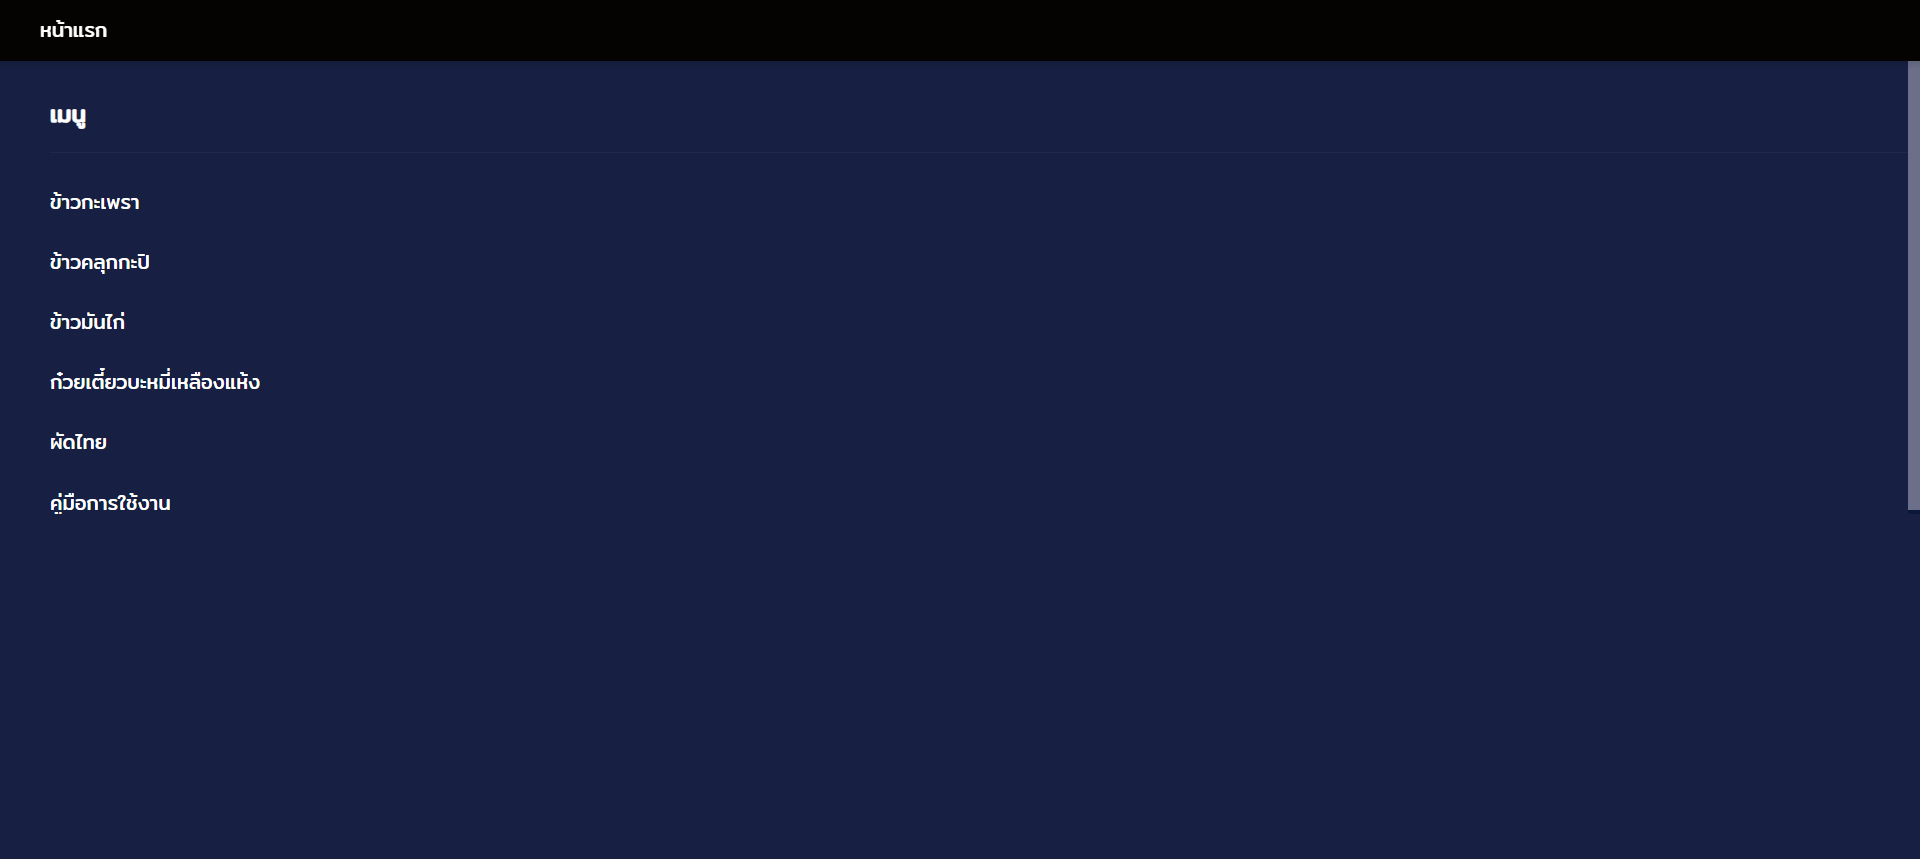 หน้าแรก
เมนู
ข้าวกะเพรา
ข้าวคลุกกะปิ
ข้าวมันไก่
ก๋วยเตี๋ยวบะหมี่เหลืองแห้ง
ผัดไทย
คู่มือการใช้งาน